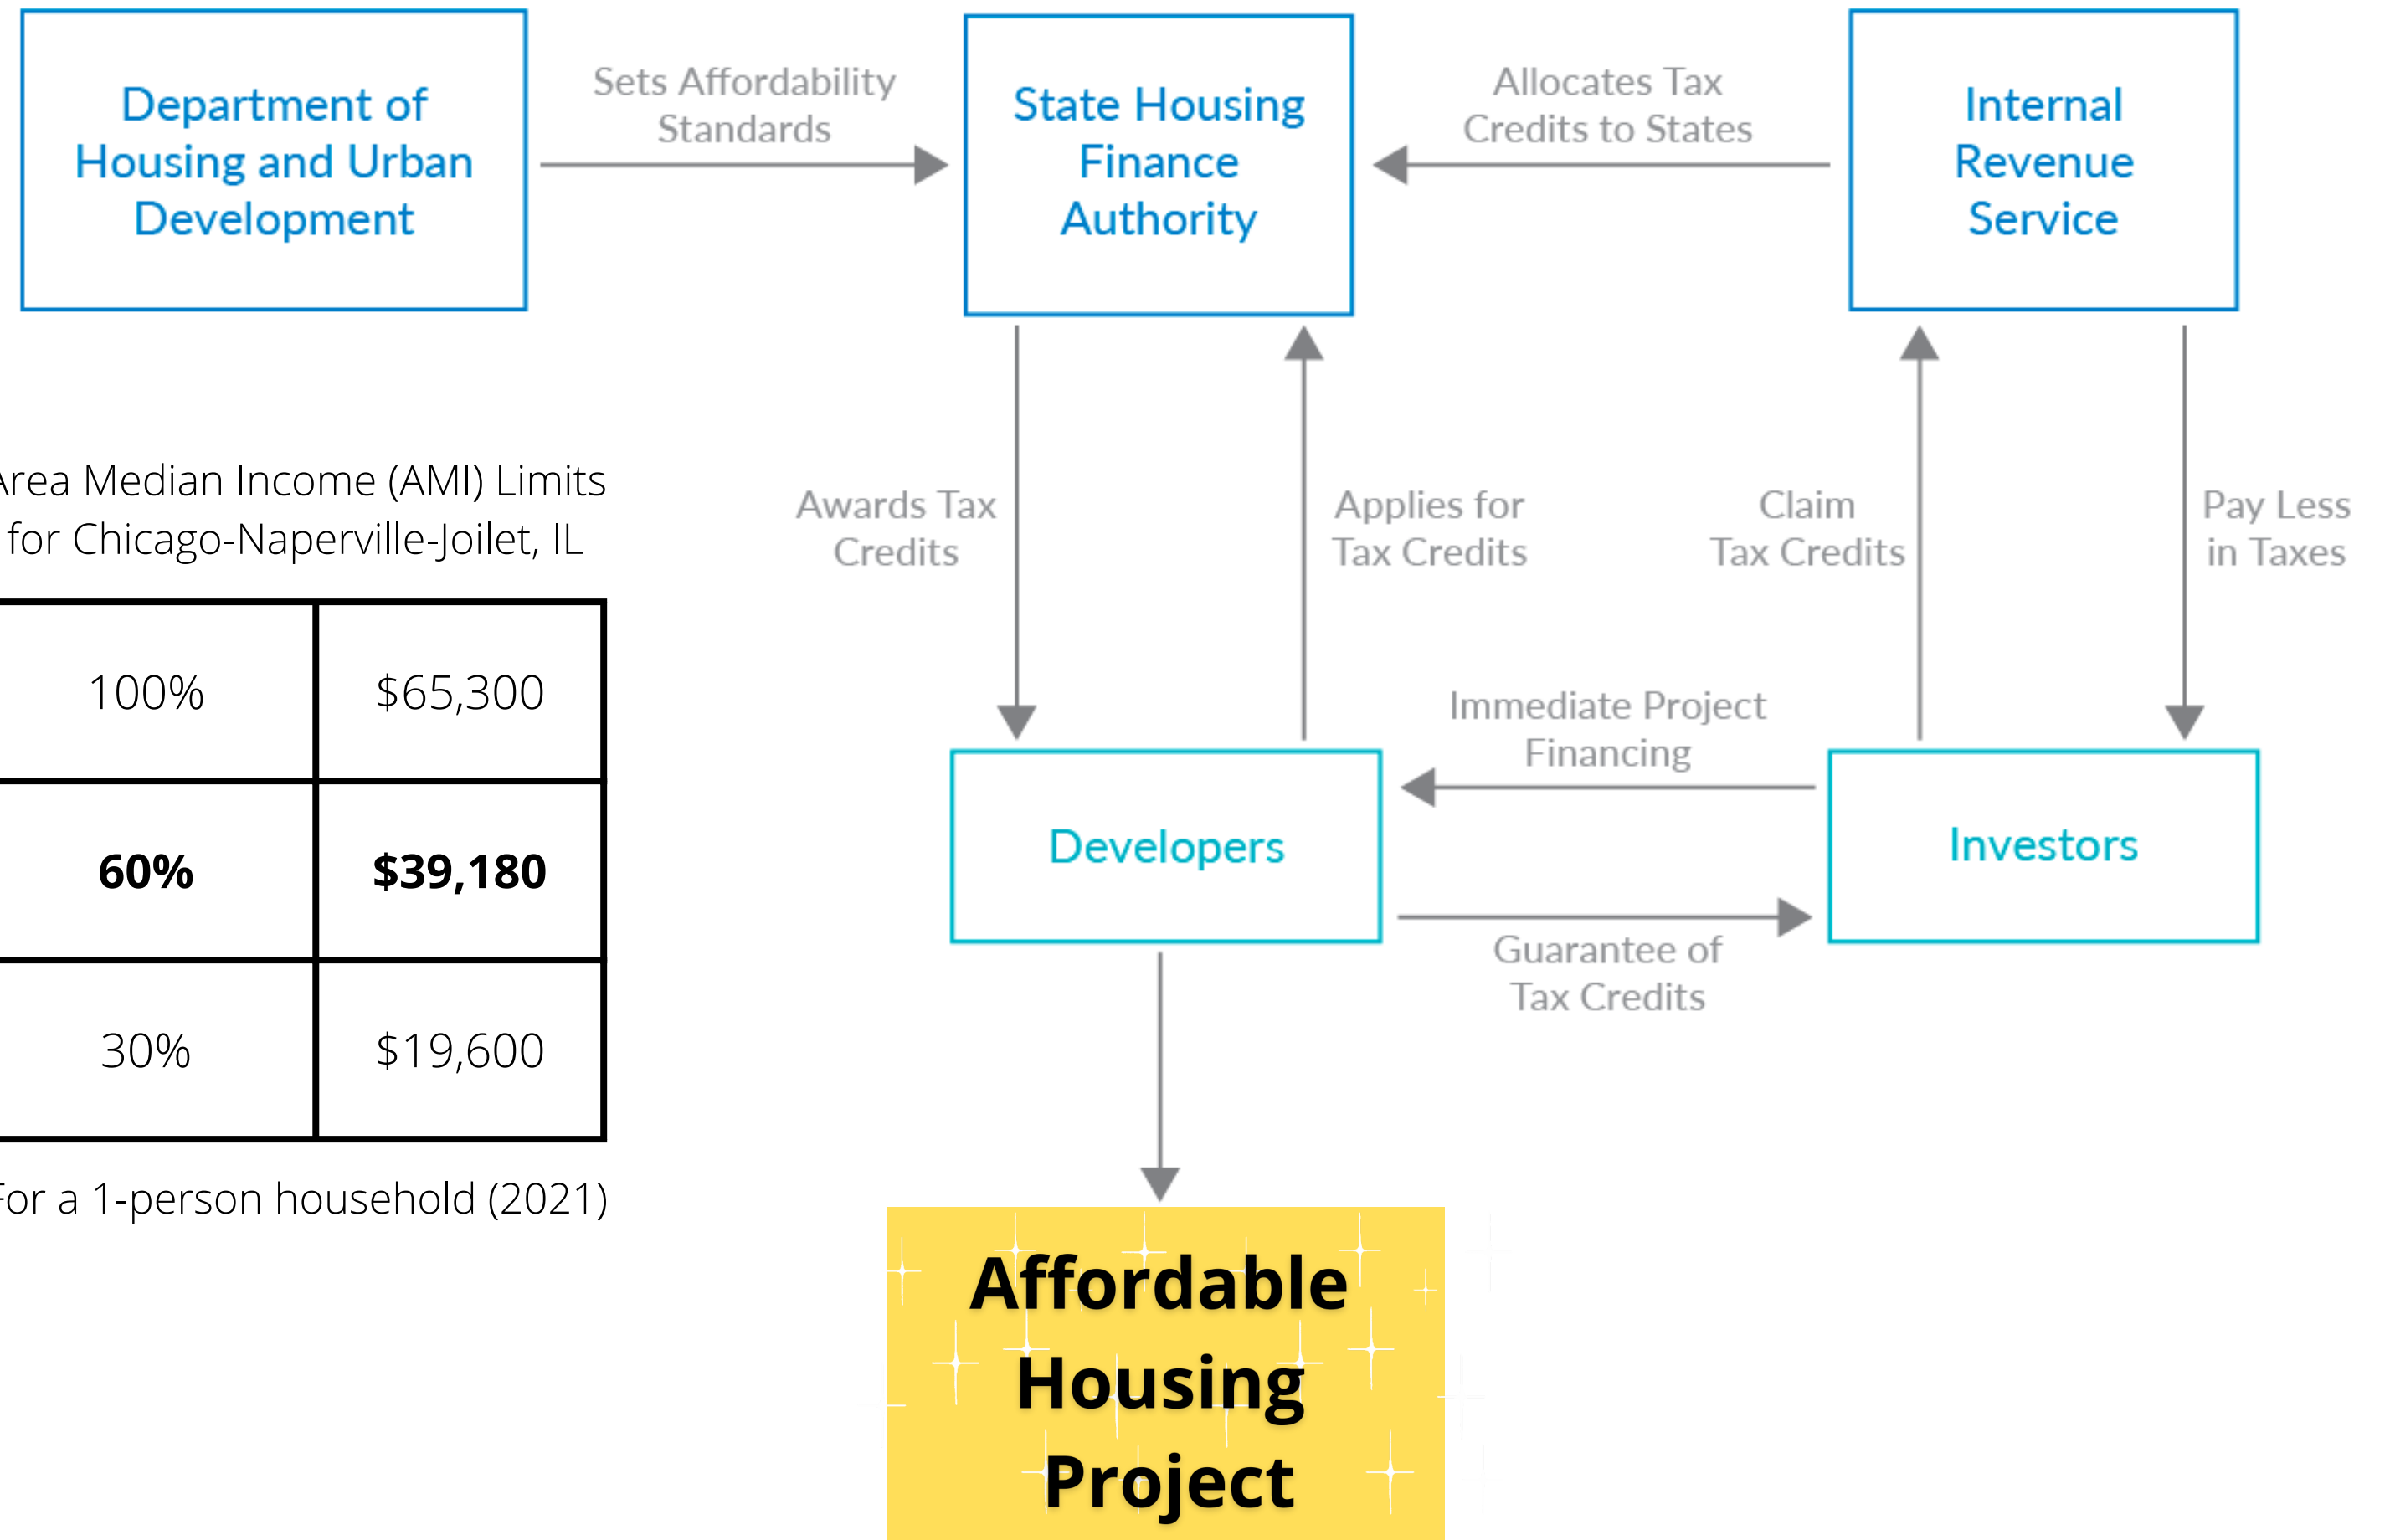 Department of
Housing and Urban
Development
Sets Affordability
Standards
State Housing
Finance
Authority
Allocates Tax
Credits to States
Internal
Revenue
Service
Area Median Income (AMI) Limits
for Chicago-Naperville-Joilet, IL
100% $65,300
60% $39,180
30% $19,600
For a 1-person household (2021)
Awards Tax
Credits
Applies for
Tax Credits
Claim
Tax Credits
Pay Less
in Taxes
Immediate Project
Financing
Developers
Investors
Guarantee of
Tax Credits
Affordable
Housing
Project